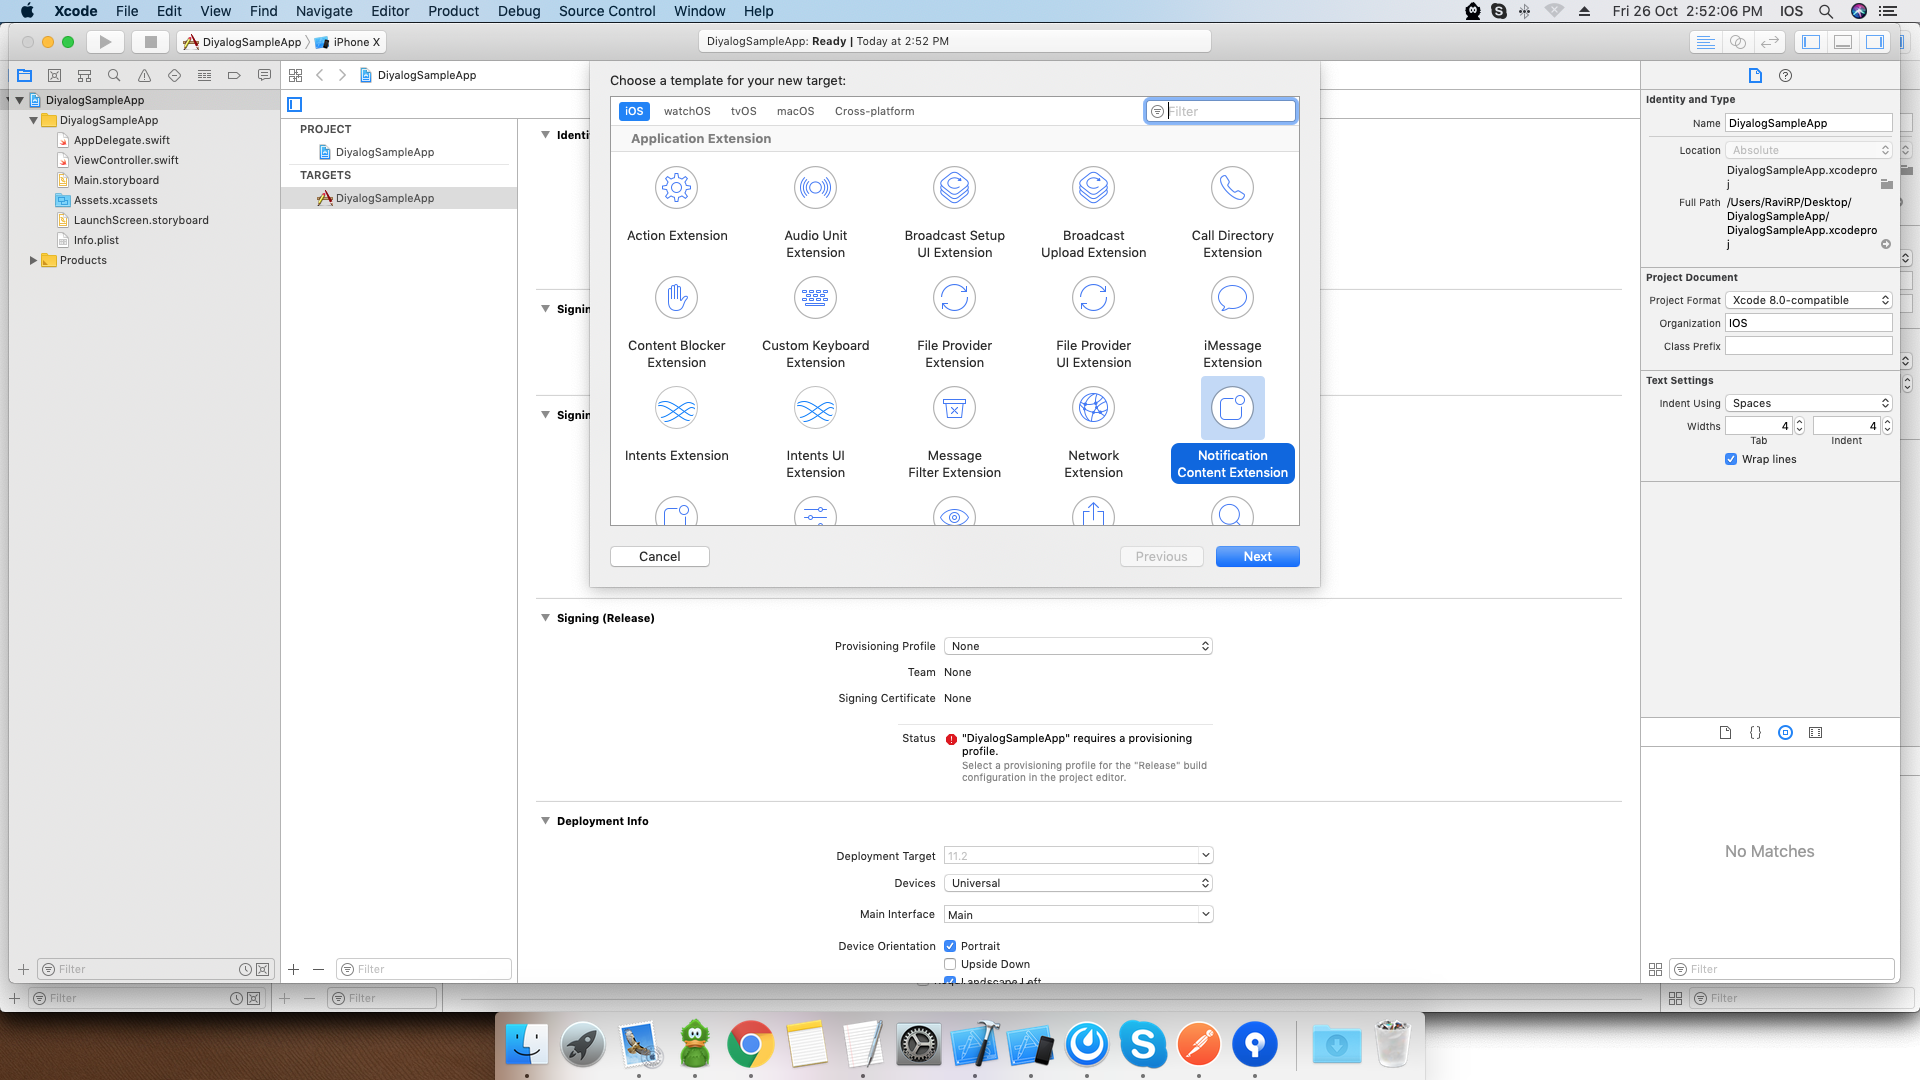 Xcode File Edit View Find Navigate Editor Product Debug Source Control Window Help
Fri 26 Oct 2:52:06 PM IOS
DiyalogSampleApp iPhone X
DiyalogSampleApp: Ready | Today at 2:52 PM
DiyalogSampleApp
DiyalogSampleApp
DiyalogSampleApp
AppDelegate.swift
ViewController.swift
Main.storyboard
Assets.xcassets
LaunchScreen.storyboard
Info.plist
Products
PROJECT
DiyalogSampleApp
TARGETS
DiyalogSampleApp
Choose a template for your new target:
iOS watchOS tvOS macOS Cross-platform
Filter
Application Extension
Action Extension
Audio Unit
Extension
Broadcast Setup
UI Extension
Broadcast
Upload Extension
Call Directory
Extension
Content Blocker
Extension
Custom Keyboard
Extension
File Provider
Extension
File Provider
UI Extension
iMessage
Extension
Intents Extension
Intents UI
Extension
Message
Filter Extension
Network
Extension
Notification
Content Extension
Cancel
Previous
Next
Signing (Release)
Provisioning Profile None
Team None
Signing Certificate None
Status "DiyalogSampleApp" requires a provisioning
profile.
Select a provisioning profile for the "Release" build
configuration in the project editor.
Deployment Info
Deployment Target 11.2
Devices Universal
Main Interface Main
Device Orientation Portrait
Upside Down
Landscape Left
Identity and Type
Name DiyalogSampleApp
Location Absolute
DiyalogSampleApp.xcodeproj
Full Path /Users/RaviRP/Desktop/
DiyalogSampleApp/
DiyalogSampleApp.xcodeproj
Project Document
Project Format Xcode 8.0-compatible
Organization IOS
Class Prefix
Text Settings
Indent Using Spaces
Widths 4 4
Tab Indent
Wrap lines
No Matches
Filter
Filter
Filter
Filter
Filter
Filter